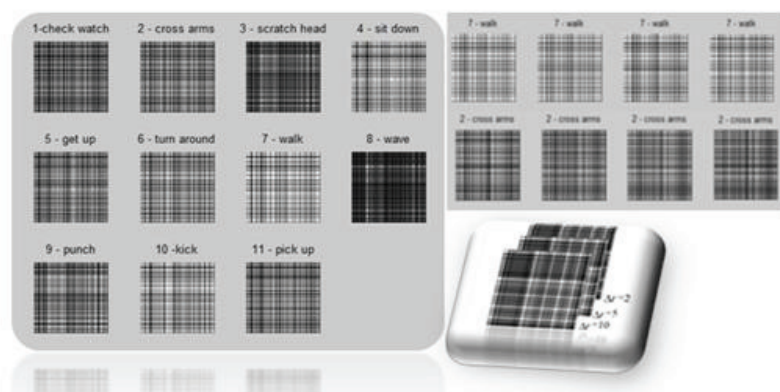 1-check watch 2 - cross arms 3 - scratch head 4 - sit down
5 - get up 6 - turn around 7 - walk 8 - wave
9 - punch 10 -kick 11 - pick up
7 - walk 7 - walk 7 - walk 7 - walk
2 - cross arms 2 - cross arms 2 - cross arms 2 - cross arms
Δt=2
Δt=5
Δt=10